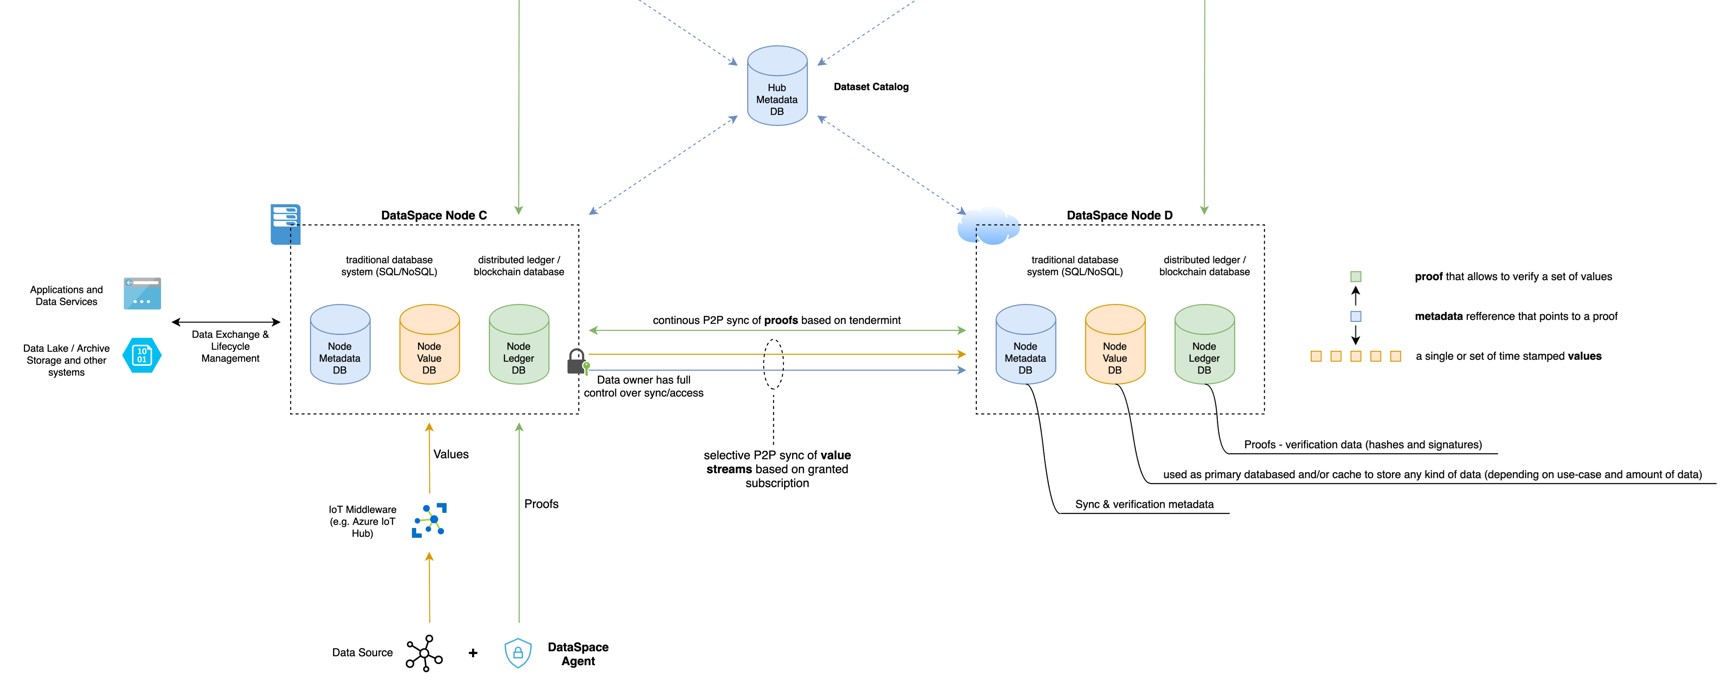 Hub
Metadata
DB
Dataset Catalog
DataSpace Node C
DataSpace Node D
traditional database
system (SQL/NoSQL)
distributed ledger /
blockchain database
traditional database
system (SQL/NoSQL)
distributed ledger /
blockchain database
Applications and
Data Services
Data Exchange &
Lifecycle
Management
Data Lake / Archive
Storage and other
systems
10
01
Node
Metadata
DB
Node
Value
DB
Node
Ledger
DB
continous P2P sync of proofs based on tendermint
Data owner has full
control over sync/access
selective P2P sync of value
streams based on granted
subscription
Node
Metadata
DB
Node
Value
DB
Node
Ledger
DB
proof that allows to verify a set of values
metadata refference that points to a proof
a single or set of time stamped values
Proofs - verification data (hashes and signatures)
used as primary databased and/or cache to store any kind of data (depending on use-case and amount of data)
Sync & verification metadata
Values
Proofs
IoT Middleware
(e.g. Azure IoT
Hub)
Data Source
+
DataSpace
Agent